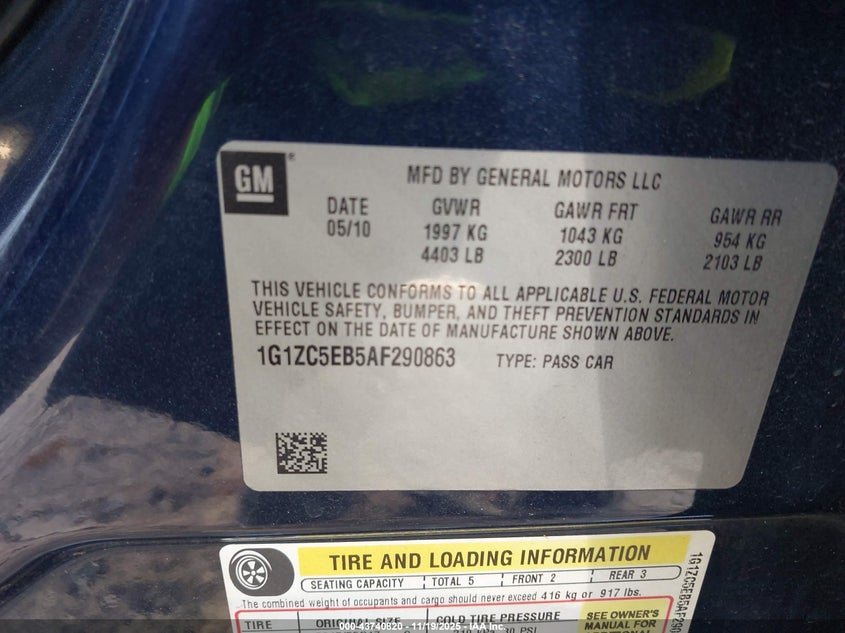 GM ®
MFD BY GENERAL MOTORS LLC
DATE GVWR GAWR FRT GAWR RR
05/10 1997 KG 1043 KG 954 KG
4403 LB 2300 LB 2103 LB
THIS VEHICLE CONFORMS TO ALL APPLICABLE U.S. FEDERAL MOTOR
VEHICLE SAFETY, BUMPER, AND THEFT PREVENTION STANDARDS IN
EFFECT ON THE DATE OF MANUFACTURE SHOWN ABOVE.
1G1ZC5EB5AF290863 TYPE: PASS CAR
TIRE AND LOADING INFORMATION
SEATING CAPACITY TOTAL 5 FRONT 2 REAR 3
The combined weight of occupants and cargo should never exceed 416 kg or 917 lbs.
TIRE ORIGINAL SIZE COLD TIRE PRESSURE SEE OWNER'S
MANUAL FOR
PSI
1G1ZC5EB5AF29
000-43740620 - 11/19/2025 - IAA Inc